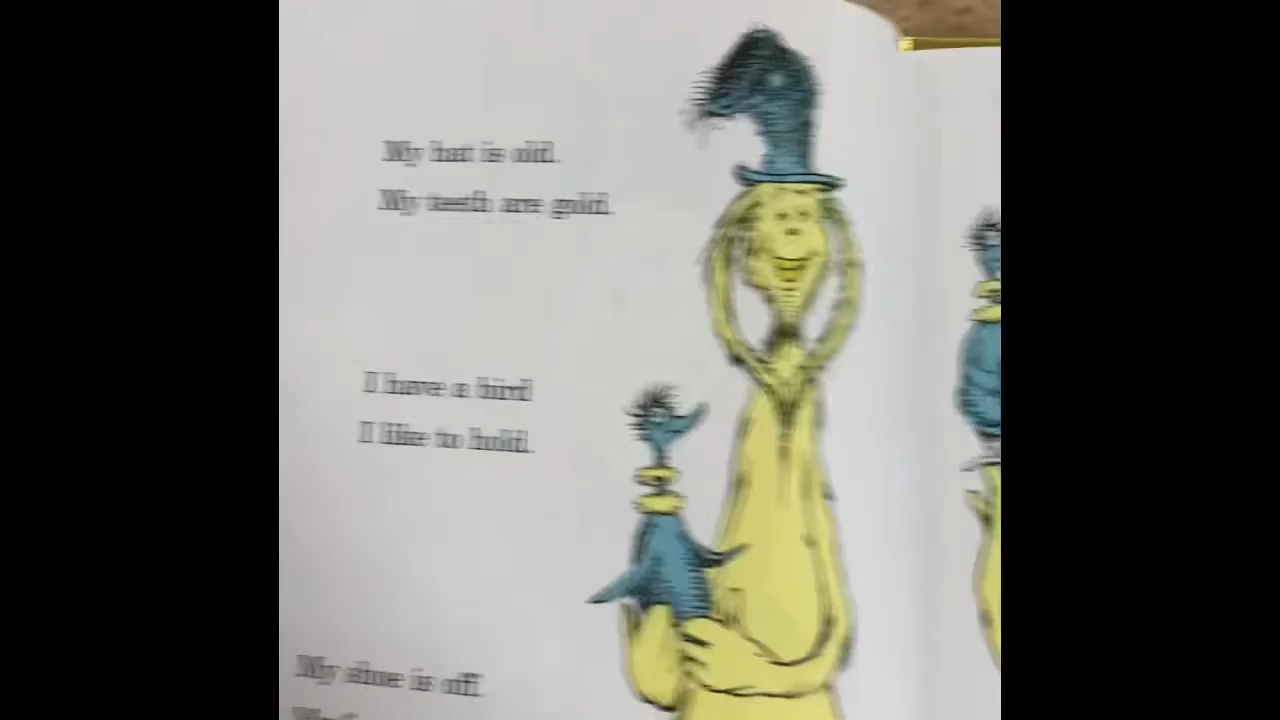 My hat is old.
My teeth are gold.
I have a bird
I like to hold.
My shoe is off.